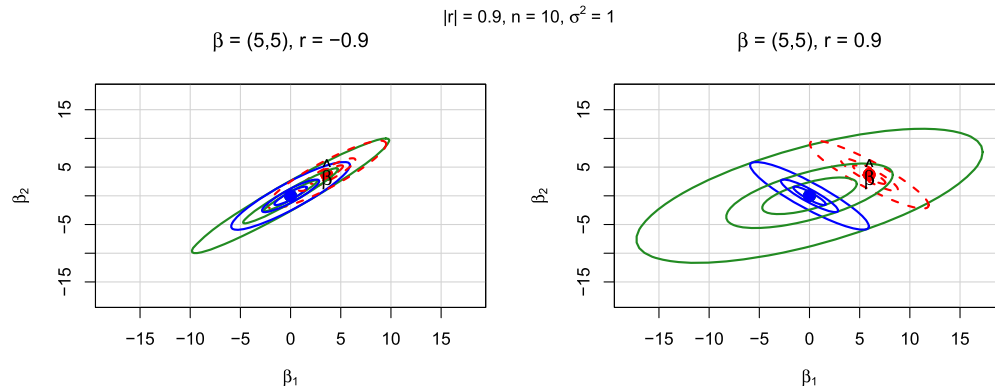 |r| = 0.9, n = 10, σ² = 1
β = (5,5), r = −0.9
β = (5,5), r = 0.9
15
5
−5
−15
β₂
β̂
−15 −10 −5 0 5 10 15
β₁
15
5
−5
−15
β₂
β̂
−15 −10 −5 0 5 10 15
β₁